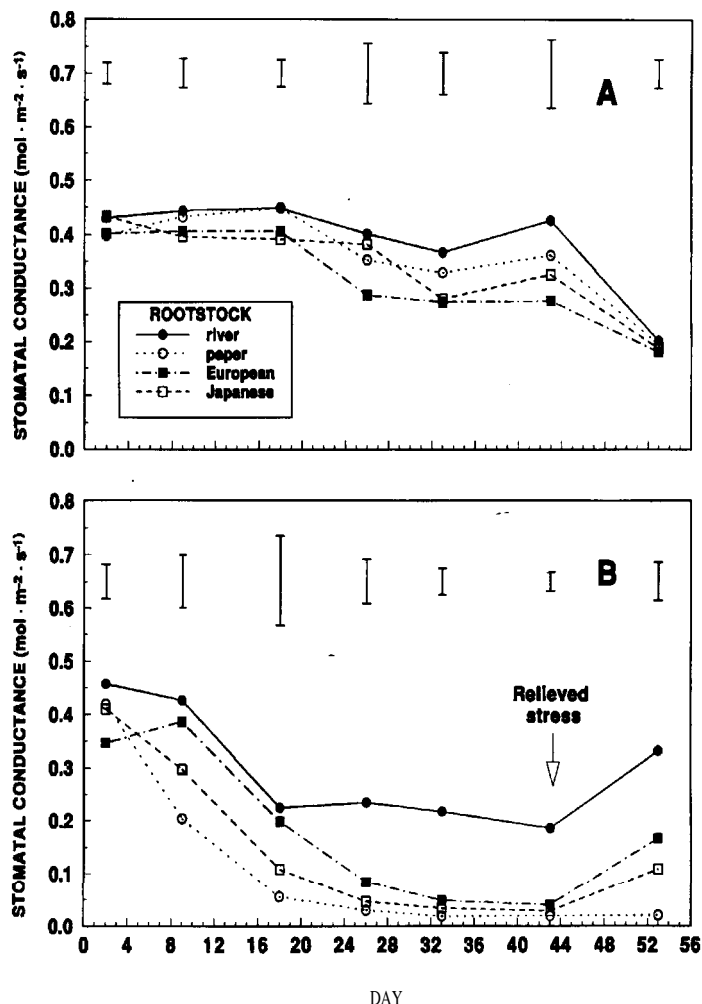 0.8
0.7
0.6
0.5
0.4
0.3
0.2
0.1
0.0
STOMATAL CONDUCTANCE (mol · m-2 · s-1)
A
ROOTSTOCK
river
paper
European
Japanese
0.8
0.7
0.6
0.5
0.4
0.3
0.2
0.1
0.0
STOMATAL CONDUCTANCE (mol · m-2 · s-1)
B
Relieved
stress
0 4 8 12 16 20 24 28 32 36 40 44 48 52 56
DAY